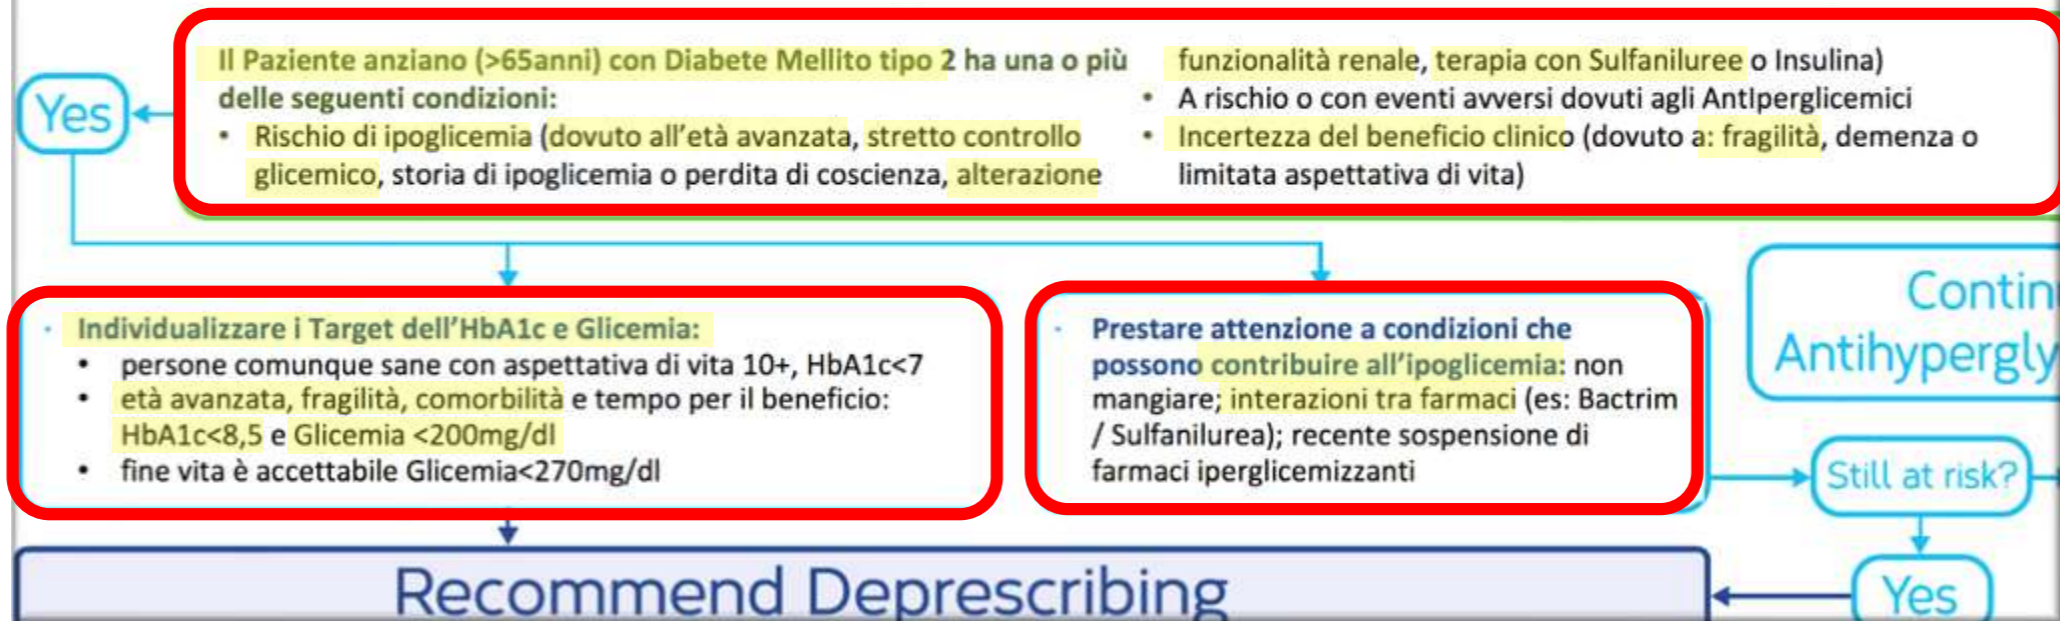 Il Paziente anziano (>65anni) con Diabete Mellito tipo 2 ha una o più
delle seguenti condizioni:
• Rischio di ipoglicemia (dovuto all'età avanzata, stretto controllo
glicemico, storia di ipoglicemia o perdita di coscienza, alterazione
funzionalità renale, terapia con Sulfaniluree o Insulina)
• A rischio o con eventi avversi dovuti agli AntIperglicemici
• Incertezza del beneficio clinico (dovuto a: fragilità, demenza o
limitata aspettativa di vita)
Yes
· Individualizzare i Target dell'HbA1c e Glicemia:
• persone comunque sane con aspettativa di vita 10+, HbA1c<7
• età avanzata, fragilità, comorbilità e tempo per il beneficio:
HbA1c<8,5 e Glicemia <200mg/dl
• fine vita è accettabile Glicemia<270mg/dl
· Prestare attenzione a condizioni che
possono contribuire all'ipoglicemia: non
mangiare; interazioni tra farmaci (es: Bactrim
/ Sulfanilurea); recente sospensione di
farmaci iperglicemizzanti
Contin
Antihypergly
Still at risk?
Yes
Recommend Deprescribing